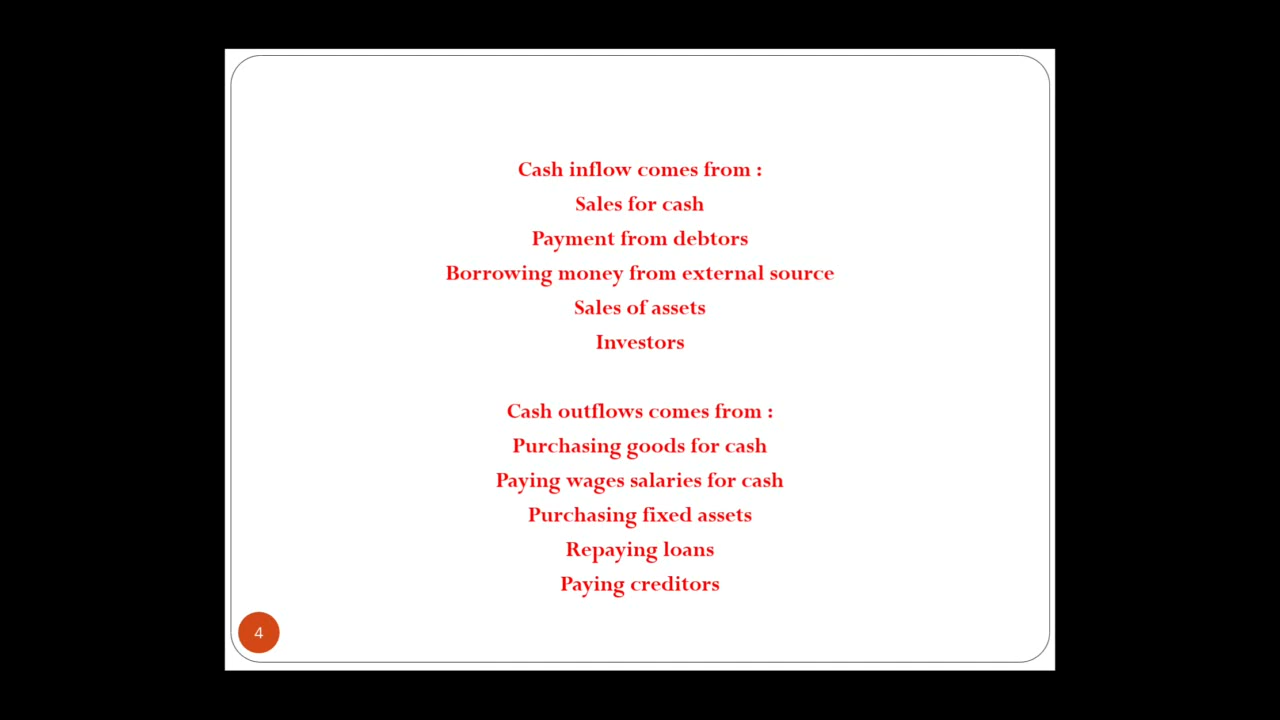 Cash inflow comes from :
Sales for cash
Payment from debtors
Borrowing money from external source
Sales of assets
Investors
Cash outflows comes from :
Purchasing goods for cash
Paying wages salaries for cash
Purchasing fixed assets
Repaying loans
Paying creditors
4